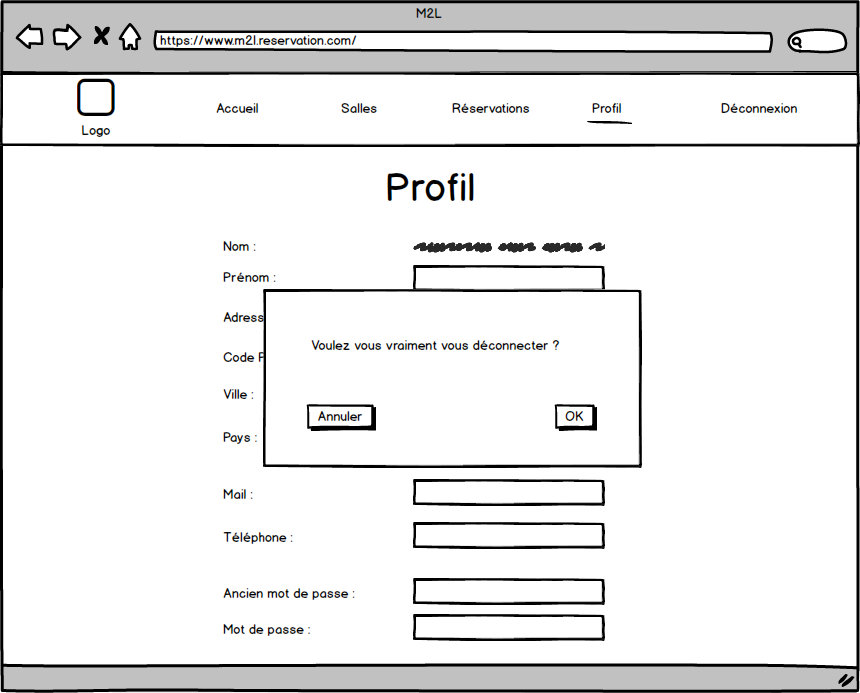 M2L
https://www.m2l.reservation.com/
Logo
Accueil
Salles
Réservations
Profil
Déconnexion
Profil
Nom :
Prénom :
Adress
Code P
Ville :
Pays :
Voulez vous vraiment vous déconnecter ?
Annuler
OK
Mail :
Téléphone :
Ancien mot de passe :
Mot de passe :